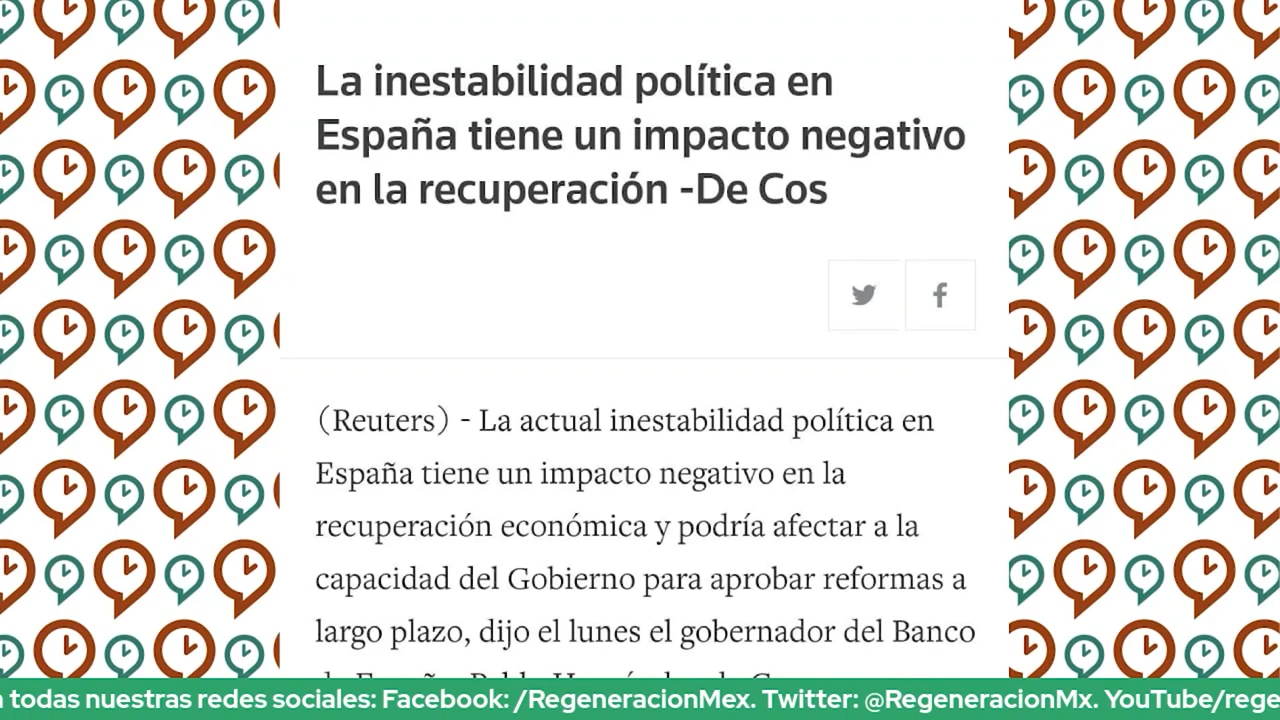 La inestabilidad política en
España tiene un impacto negativo
en la recuperación -De Cos
(Reuters) - La actual inestabilidad política en
España tiene un impacto negativo en la
recuperación económica y podría afectar a la
capacidad del Gobierno para aprobar reformas a
largo plazo, dijo el lunes el gobernador del Banco
todas nuestras redes sociales: Facebook: /RegeneracionMex. Twitter: @RegeneracionMx. YouTube/rege